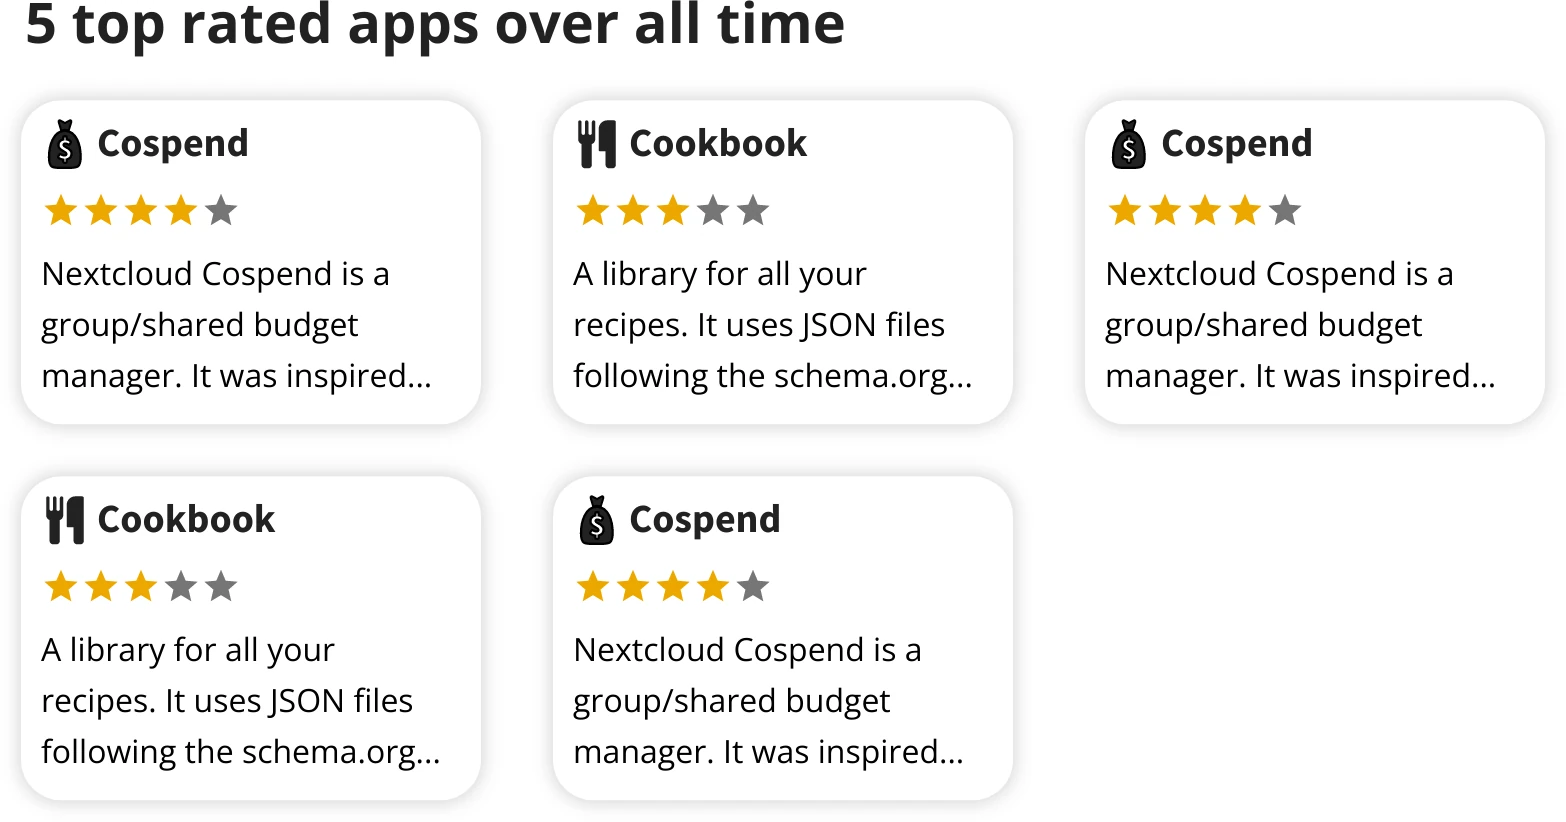 5 top rated apps over all time
Cospend
Nextcloud Cospend is a
group/shared budget
manager. It was inspired...
Cookbook
A library for all your
recipes. It uses JSON files
following the schema.org...
Cospend
Nextcloud Cospend is a
group/shared budget
manager. It was inspired...
Cookbook
A library for all your
recipes. It uses JSON files
following the schema.org...
Cospend
Nextcloud Cospend is a
group/shared budget
manager. It was inspired...